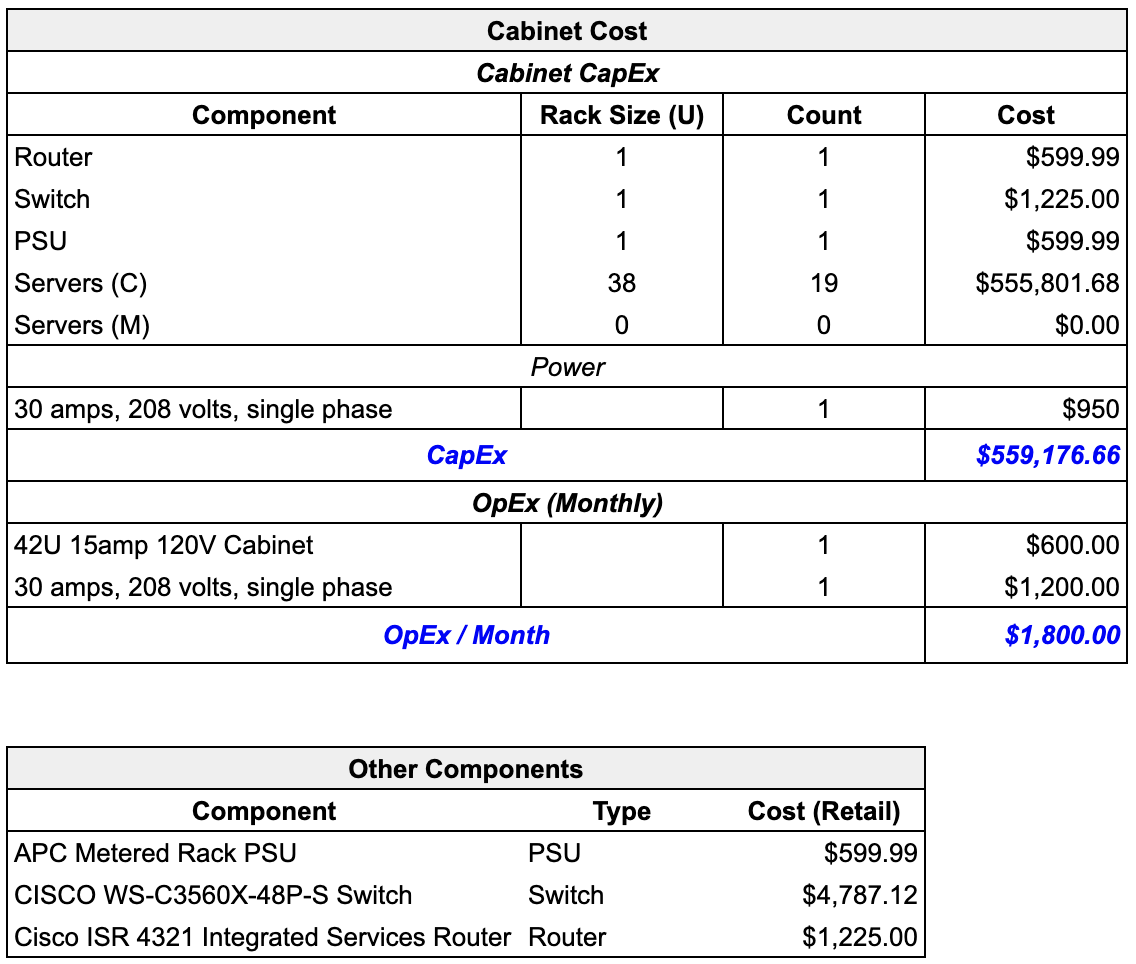 Cabinet Cost
Cabinet CapEx
Component Rack Size (U) Count Cost
Router 1 1 $599.99
Switch 1 1 $1,225.00
PSU 1 1 $599.99
Servers (C) 38 19 $555,801.68
Servers (M) 0 0 $0.00
Power
30 amps, 208 volts, single phase 1 $950
CapEx $559,176.66
OpEx (Monthly)
42U 15amp 120V Cabinet 1 $600.00
30 amps, 208 volts, single phase 1 $1,200.00
OpEx / Month $1,800.00
Other Components
Component Type Cost (Retail)
APC Metered Rack PSU PSU $599.99
CISCO WS-C3560X-48P-S Switch Switch $4,787.12
Cisco ISR 4321 Integrated Services Router Router $1,225.00